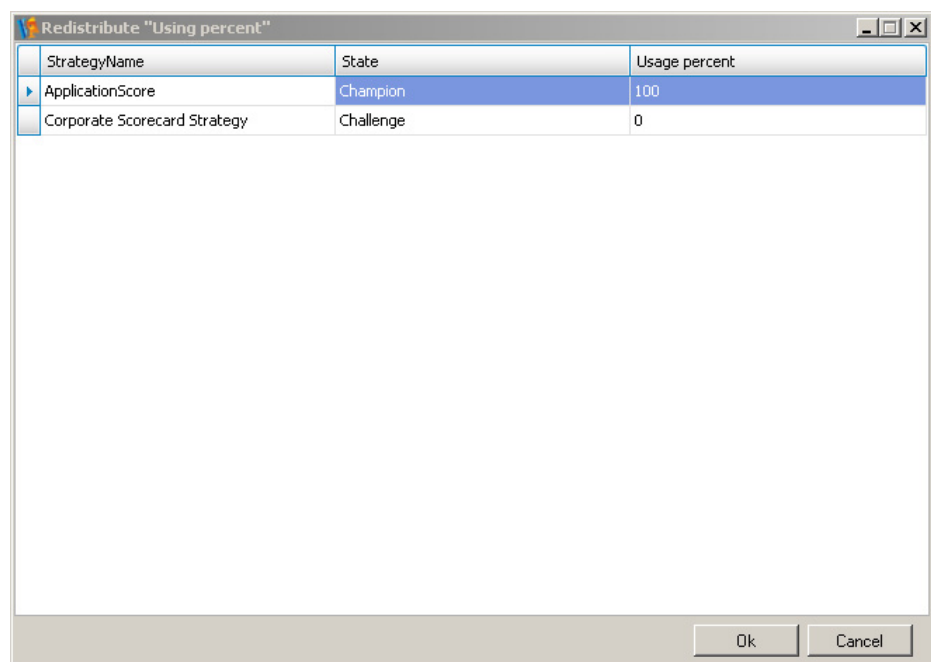 Redistribute "Using percent"
StrategyName State Usage percent
ApplicationScore Champion 100
Corporate Scorecard Strategy Challenge 0
Ok Cancel